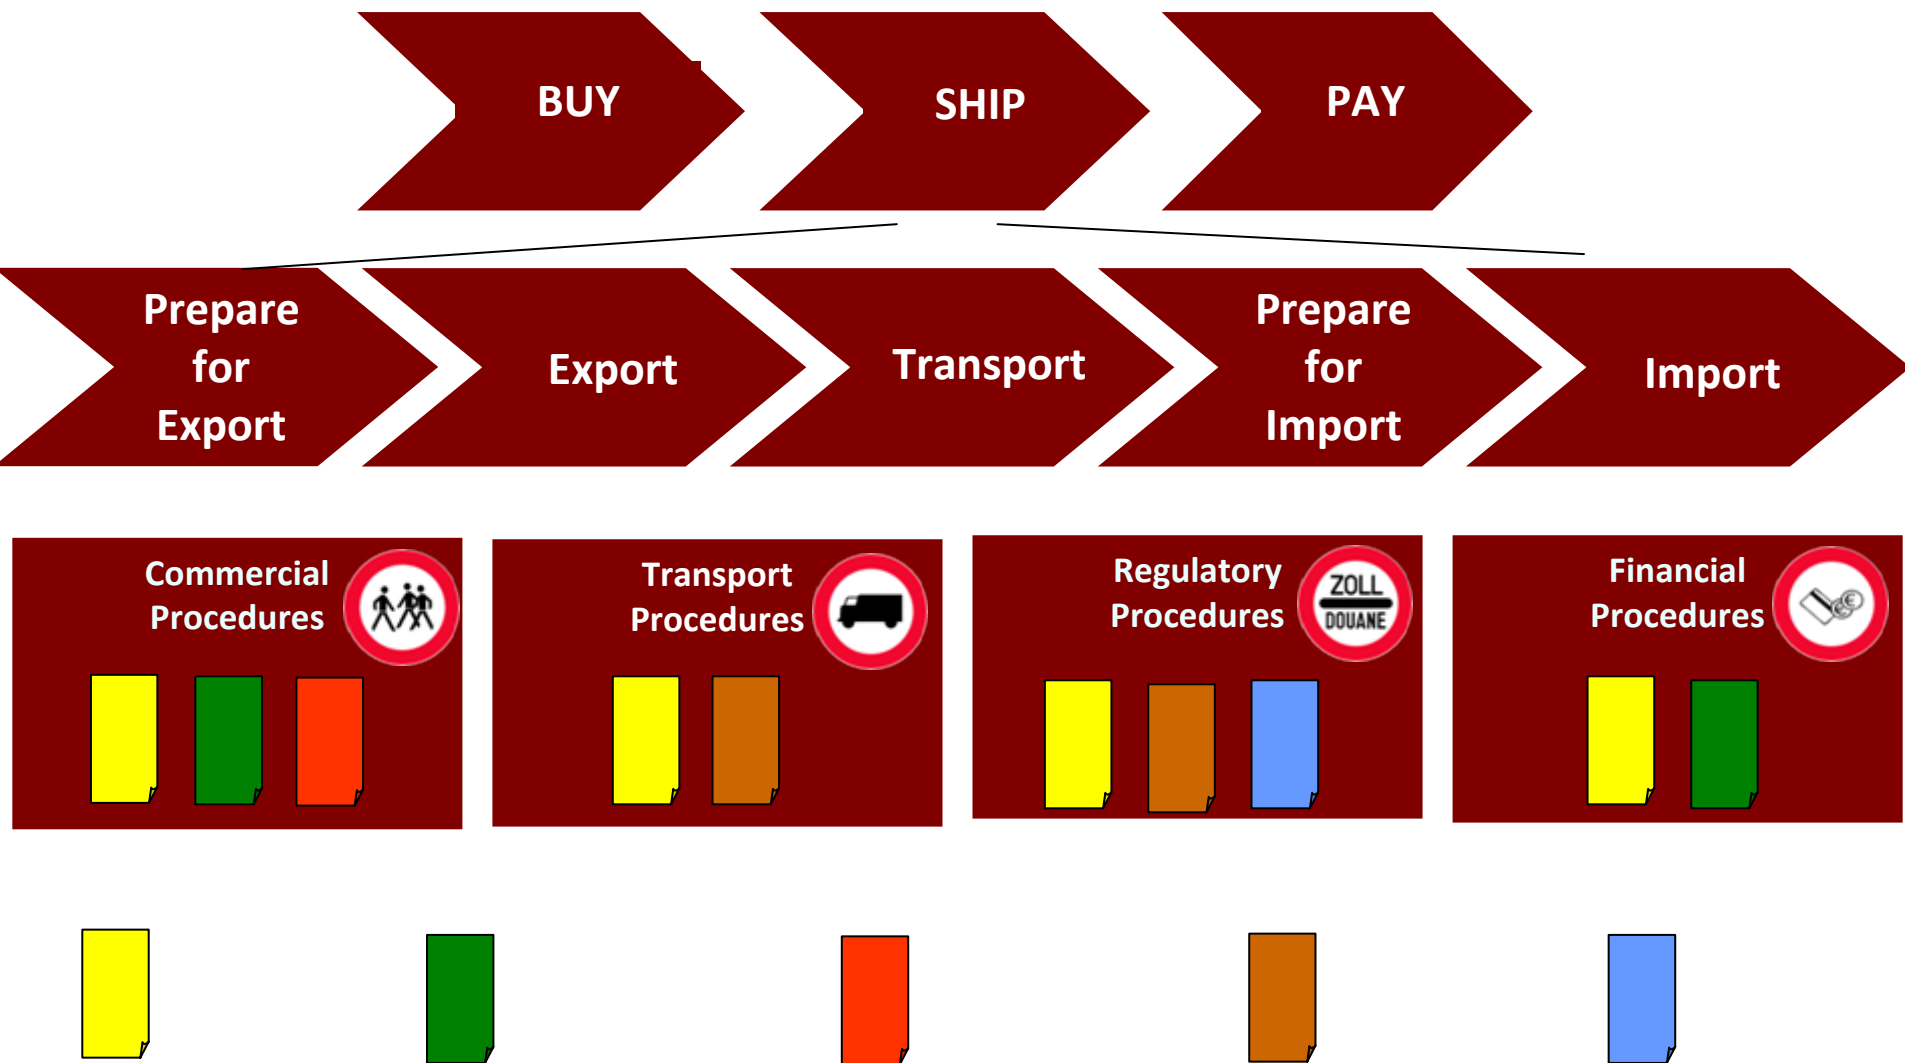 BUY
SHIP
PAY
Prepare
for
Export
Export
Transport
Prepare
for
Import
Import
Commercial
Procedures
Transport
Procedures
Regulatory
Procedures
ZOLL
DOUANE
Financial
Procedures